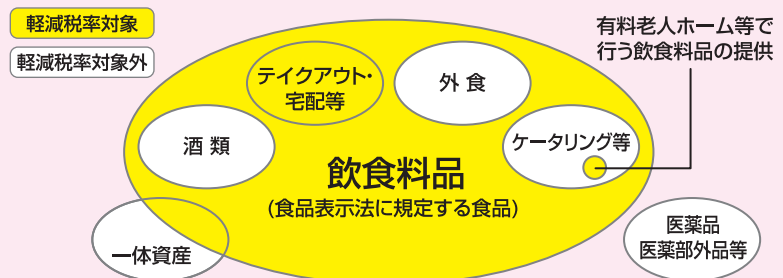 軽減税率対象
軽減税率対象外
有料老人ホーム等で
行う飲食料品の提供
テイクアウト・
宅配等
外食
酒類
ケータリング等
飲食料品
(食品表示法に規定する食品)
一体資産
医薬品
医薬部外品等